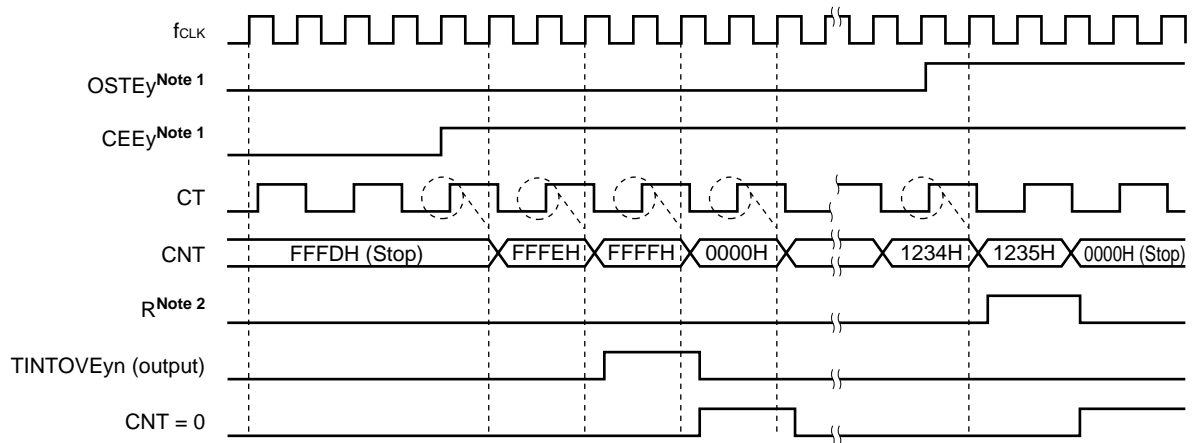 fCLK
OSTEyNote 1
CEEyNote 1
CT
CNT FFFDH (Stop) FFFEH FFFFH 0000H 1234H 1235H 0000H (Stop)
RNote 2
TINTOVEyn (output)
CNT = 0